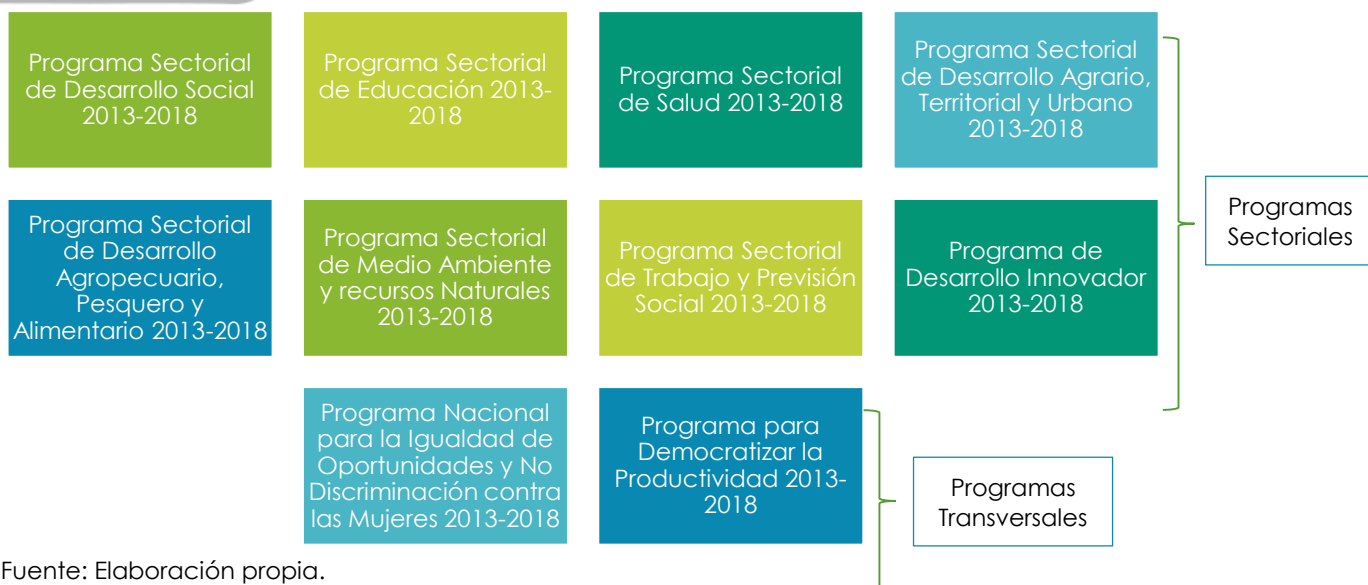 Programa Sectorial
de Desarrollo Social
2013-2018
Programa Sectorial
de Educación 2013-
2018
Programa Sectorial
de Salud 2013-2018
Programa Sectorial
de Desarrollo Agrario,
Territorial y Urbano
2013-2018
Programa Sectorial
de Desarrollo
Agropecuario,
Pesquero y
Alimentario 2013-2018
Programa Sectorial
de Medio Ambiente
y recursos Naturales
2013-2018
Programa Sectorial
de Trabajo y Previsión
Social 2013-2018
Programa de
Desarrollo Innovador
2013-2018
Programas
Sectoriales
Programa Nacional
para la Igualdad de
Oportunidades y No
Discriminación contra
las Mujeres 2013-2018
Programa para
Democratizar la
Productividad 2013-
2018
Programas
Transversales
Fuente: Elaboración propia.